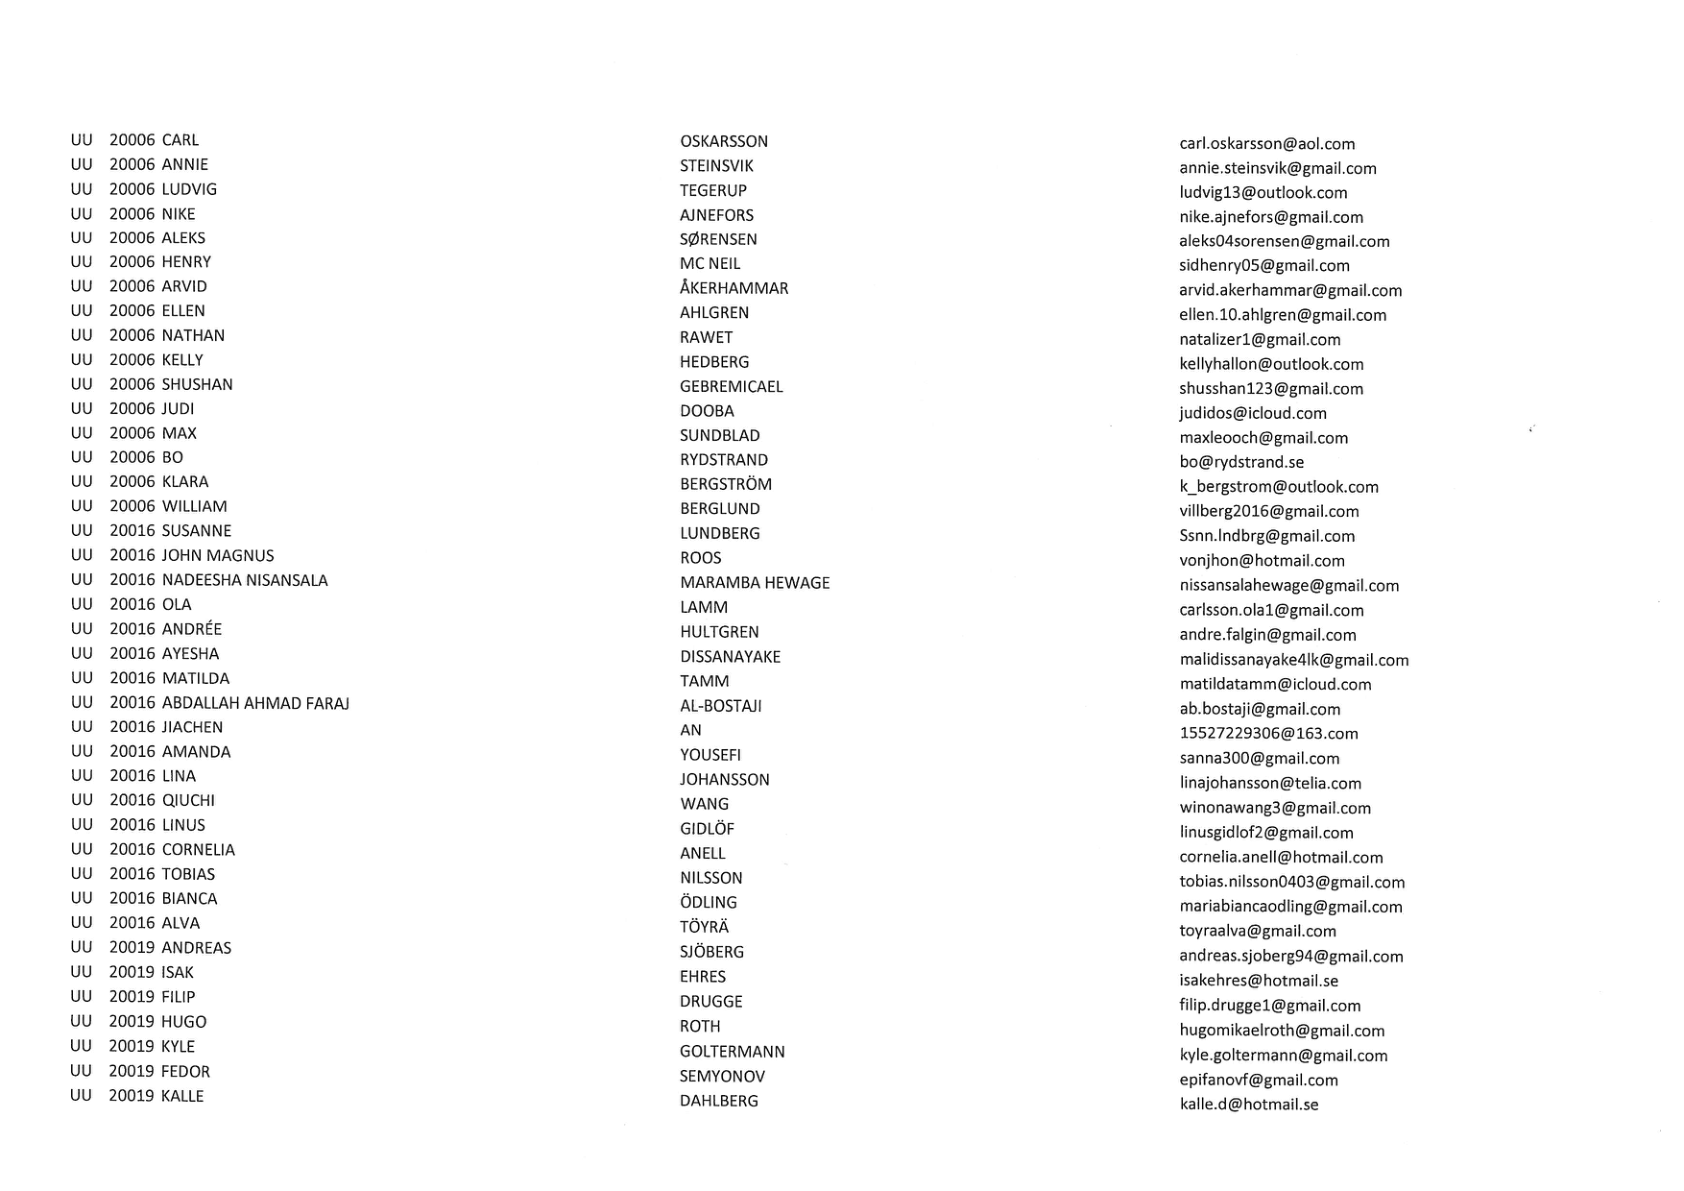 UU 20006 CARL OSKARSSON carl.oskarsson@aol.com
UU 20006 ANNIE STEINSVIK annie.steinsvik@gmail.com
UU 20006 LUDVIG TEGERUP ludvig13@outlook.com
UU 20006 NIKE AJNEFORS nike.ajnefors@gmail.com
UU 20006 ALEKS SØRENSEN aleks04sorensen@gmail.com
UU 20006 HENRY MC NEIL sidhenry05@gmail.com
UU 20006 ARVID ÅKERHAMMAR arvid.akerhammar@gmail.com
UU 20006 ELLEN AHLGREN ellen.10.ahlgren@gmail.com
UU 20006 NATHAN RAWET natalizer1@gmail.com
UU 20006 KELLY HEDBERG kellyhallon@outlook.com
UU 20006 SHUSHAN GEBREMICAEL shusshan123@gmail.com
UU 20006 JUDI DOOBA judidos@icloud.com
UU 20006 MAX SUNDBLAD maxleooch@gmail.com
UU 20006 BO RYDSTRAND bo@rydstrand.se
UU 20006 KLARA BERGSTRÖM k_bergstrom@outlook.com
UU 20006 WILLIAM BERGLUND villberg2016@gmail.com
UU 20016 SUSANNE LUNDBERG Ssnn.lndbrg@gmail.com
UU 20016 JOHN MAGNUS ROOS vonjhon@hotmail.com
UU 20016 NADEESHA NISANSALA MARAMBA HEWAGE nissansalahewage@gmail.com
UU 20016 OLA LAMM carlsson.ola1@gmail.com
UU 20016 ANDRÉE HULTGREN andre.falgin@gmail.com
UU 20016 AYESHA DISSANAYAKE malidissanayake4lk@gmail.com
UU 20016 MATILDA TAMM matildatamm@icloud.com
UU 20016 ABDALLAH AHMAD FARAJ AL-BOSTAJI ab.bostaji@gmail.com
UU 20016 JIACHEN AN 15527229306@163.com
UU 20016 AMANDA YOUSEFI sanna300@gmail.com
UU 20016 LINA JOHANSSON linajohansson@telia.com
UU 20016 QIUCHI WANG winonawang3@gmail.com
UU 20016 LINUS GIDLÖF linusgidlof2@gmail.com
UU 20016 CORNELIA ANELL cornelia.anell@hotmail.com
UU 20016 TOBIAS NILSSON tobias.nilsson0403@gmail.com
UU 20016 BIANCA ÖDLING mariabiancaodling@gmail.com
UU 20016 ALVA TÖYRÄ toyraalva@gmail.com
UU 20019 ANDREAS SJÖBERG andreas.sjoberg94@gmail.com
UU 20019 ISAK EHRES isakehres@hotmail.se
UU 20019 FILIP DRUGGE filip.drugge1@gmail.com
UU 20019 HUGO ROTH hugomikaelroth@gmail.com
UU 20019 KYLE GOLTERMANN kyle.goltermann@gmail.com
UU 20019 FEDOR SEMYONOV epifanovf@gmail.com
UU 20019 KALLE DAHLBERG kalle.d@hotmail.se